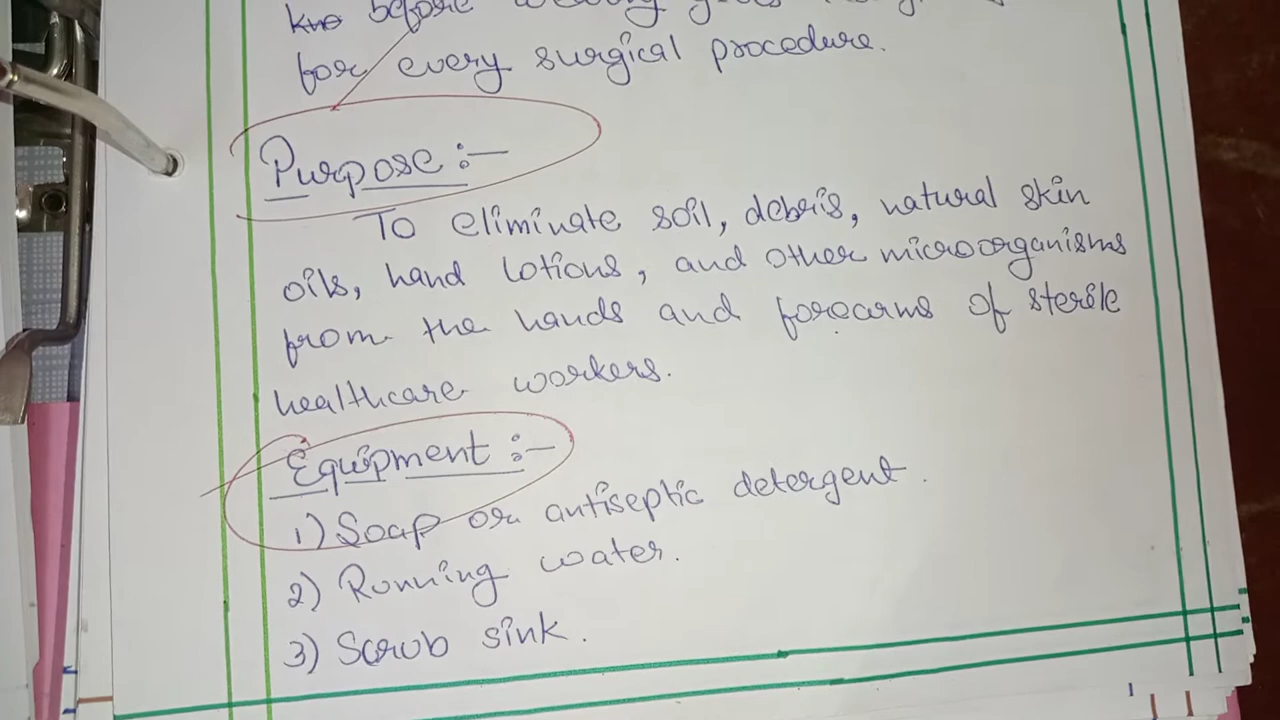 before
for every surgical procedure.
Purpose :-
To eliminate soil, debris, natural skin
oils, hand lotions, and other microorganisms
from the hands and forearms of sterile
healthcare workers.
Equipment :-
1) Soap or antiseptic detergent.
2) Running water.
3) Scrub sink.